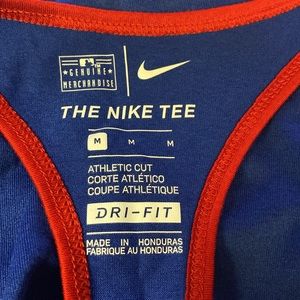 GENUINE
MERCHANDISE
THE NIKE TEE
M M M
ATHLETIC CUT
CORTE ATLÉTICO
COUPE ATHLÉTIQUE
DRI-FIT
MADE IN HONDURAS
FABRIQUÉ AU HONDURAS